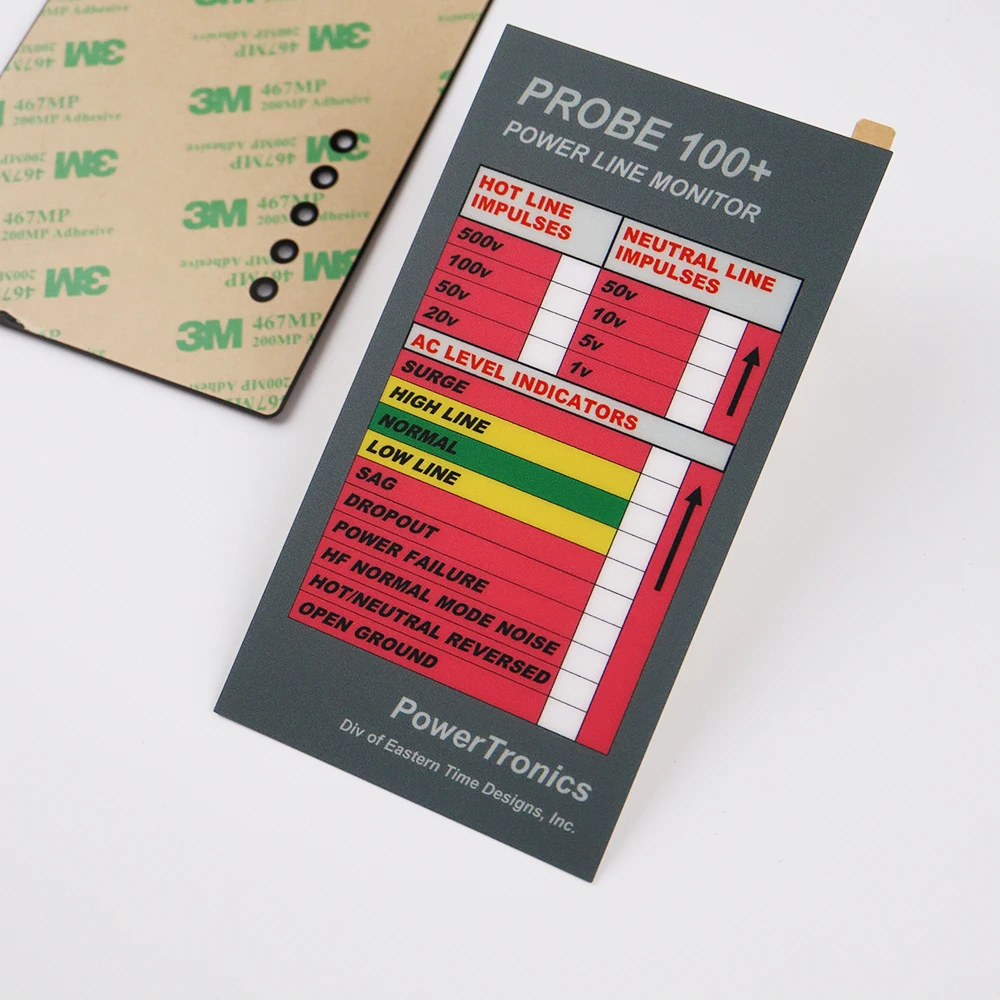 PROBE 100+
POWER LINE MONITOR
HOT LINE
IMPULSES
500v
100v
50v
20v
NEUTRAL LINE
IMPULSES
50v
10v
5v
1v
AC LEVEL INDICATORS
SURGE
HIGH LINE
NORMAL
LOW LINE
SAG
DROPOUT
POWER FAILURE
HF NORMAL MODE NOISE
HOT/NEUTRAL REVERSED
OPEN GROUND
PowerTronics
Div of Eastern Time Designs, Inc.
3M 467MP
200MP Adhesive
3M 467MP
200MP Adhesive
3M 467MP
200MP Adhesive
467MP
200MP Adhesive
467MP
200MP Adhesive